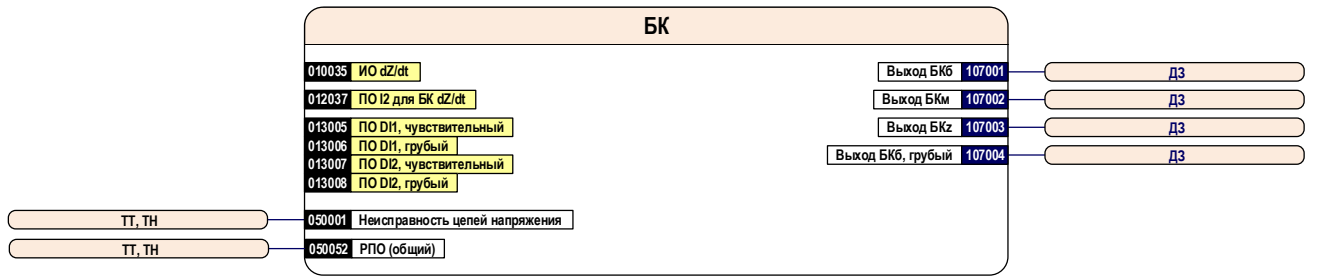 БК
010035 ИО dZ/dt
Выход БКб 107001 ДЗ
012037 ПО I2 для БК dZ/dt
Выход БКм 107002 ДЗ
013005 ПО DI1, чувствительный
Выход БКz 107003 ДЗ
013006 ПО DI1, грубый
013007 ПО DI2, чувствительный
Выход БКб, грубый 107004 ДЗ
013008 ПО DI2, грубый
ТТ, ТН 050001 Неисправность цепей напряжения
ТТ, ТН 050052 РПО (общий)